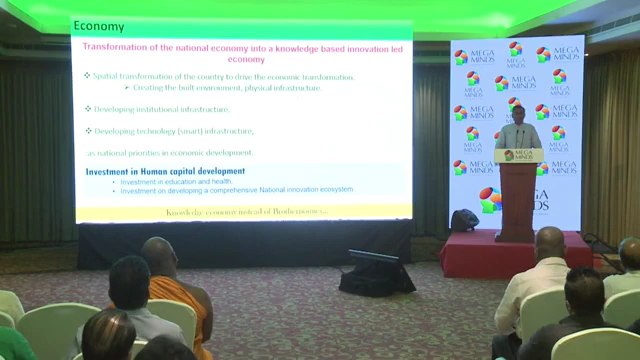 Economy
Transformation of the national economy into a knowledge based innovation led
economy
Spatial transformation of the country to drive the economic transformation.
Creating the built environment, physical infrastructure.
Developing institutional infrastructure.
Developing technology (smart) infrastructure,
as national priorities in economic development.
Investment in Human capital development
Investment in education and health.
Investment on developing a comprehensive National innovation ecosystem
Knowledge economy instead of
MEGA
MINDS
MEGA
MINDS
MEGA
MINDS
MEGA
MINDS